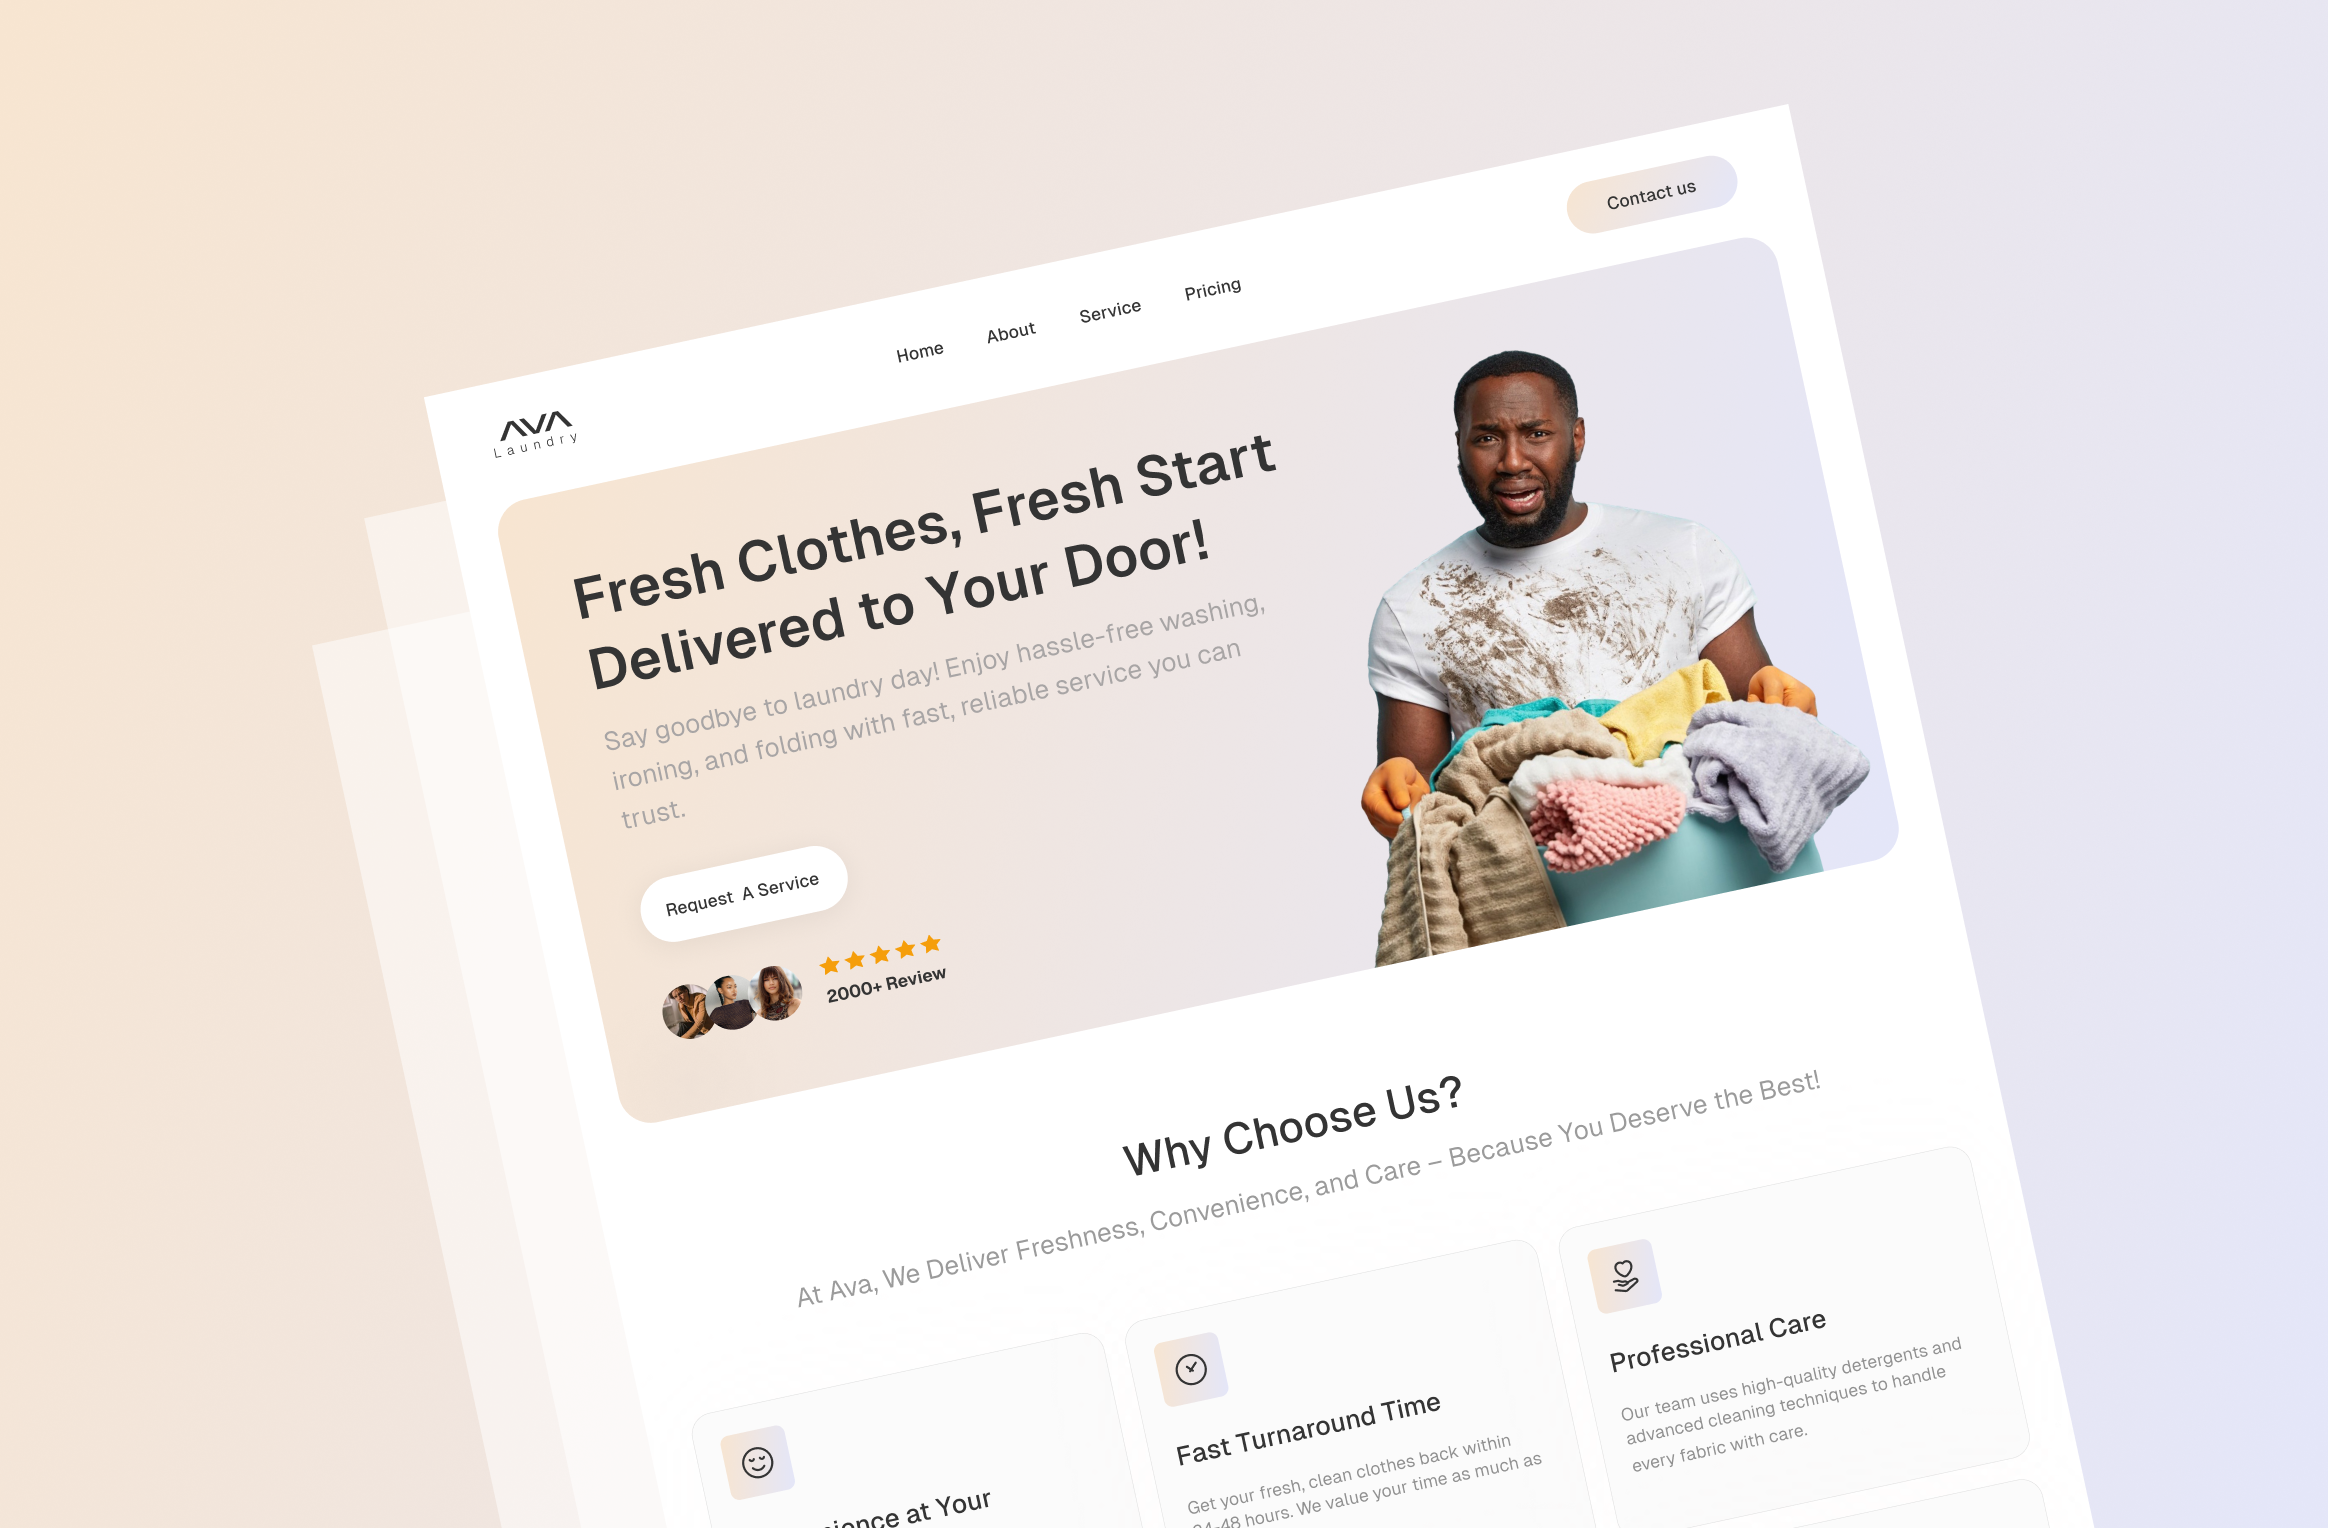 AVA
Laundry
Home
About
Service
Pricing
Contact us
Fresh Clothes, Fresh Start
Delivered to Your Door!
Say goodbye to laundry day! Enjoy hassle-free washing,
ironing, and folding with fast, reliable service you can
trust.
Request A Service
2000+ Review
Why Choose Us?
At Ava, We Deliver Freshness, Convenience, and Care – Because You Deserve the Best!
at Your
Fast Turnaround Time
Get your fresh, clean clothes back within
24-48 hours. We value your time as much as
Professional Care
Our team uses high-quality detergents and
advanced cleaning techniques to handle
every fabric with care.